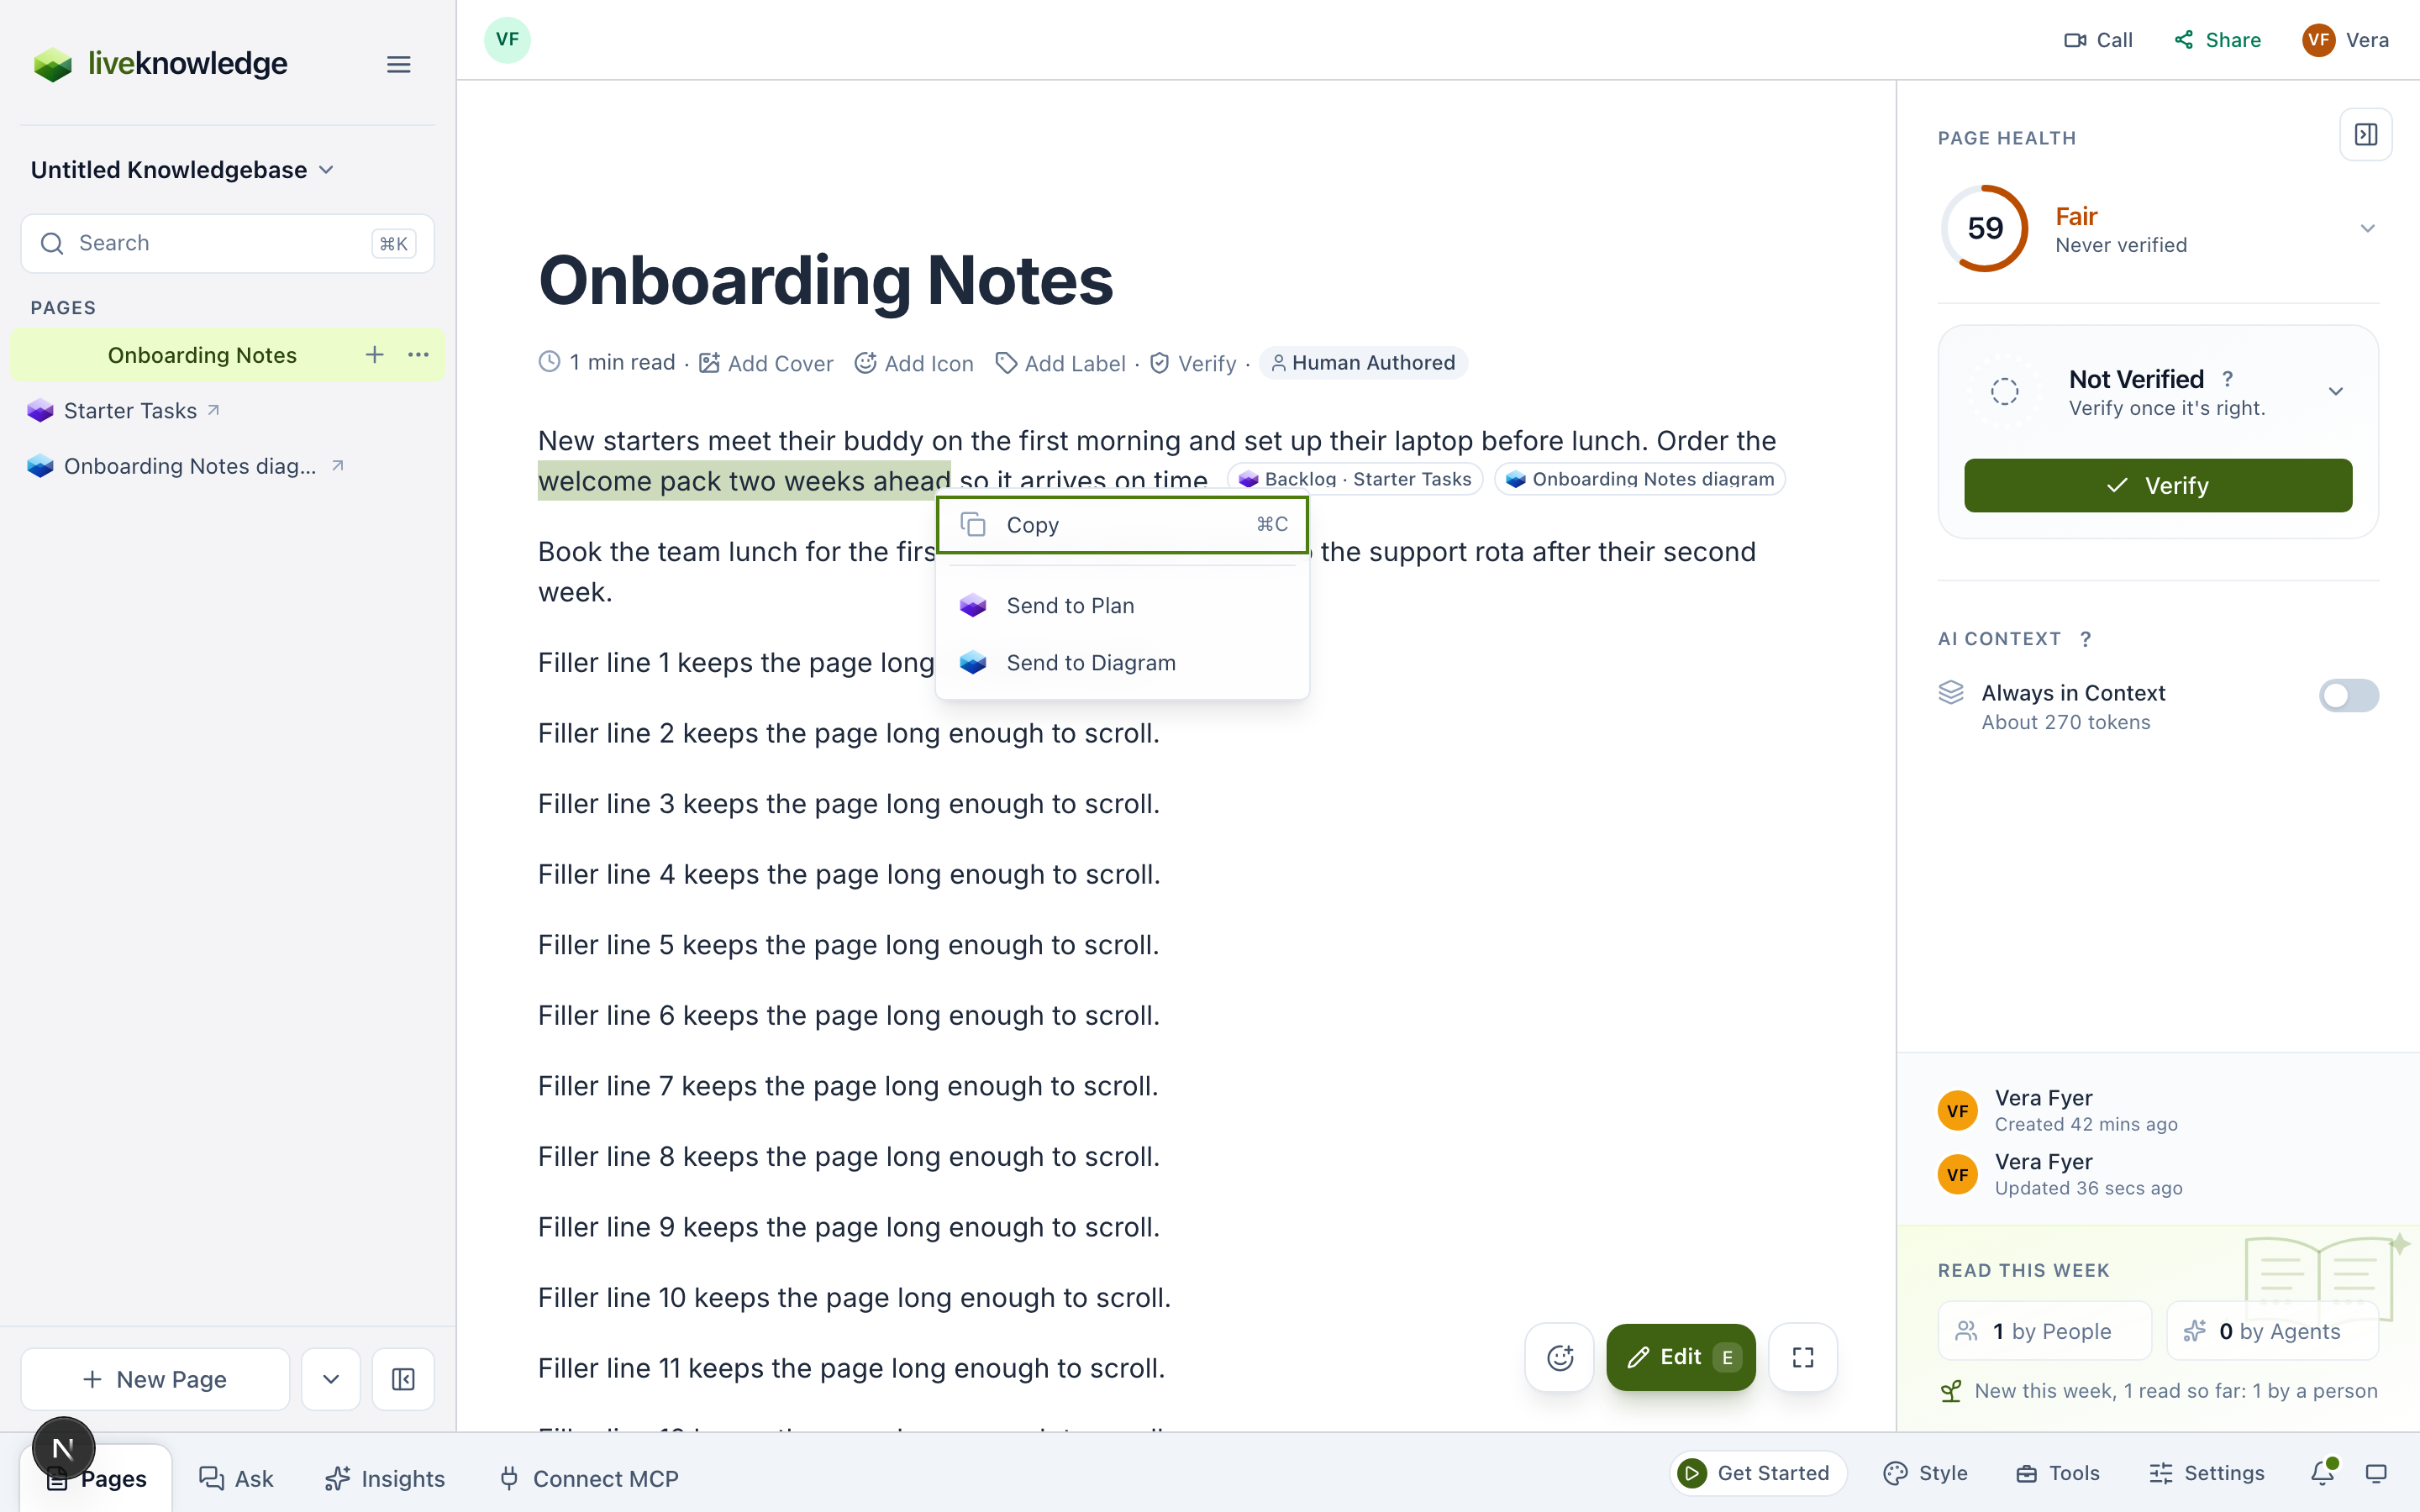 liveknowledge
Untitled Knowledgebase
Search ⌘K
PAGES
Onboarding Notes
Starter Tasks
Onboarding Notes diag...
New Page
N
Pages
Ask
Insights
Connect MCP
VF
Call
Share
VF Vera
Onboarding Notes
1 min read · Add Cover Add Icon Add Label · Verify · Human Authored
New starters meet their buddy on the first morning and set up their laptop before lunch. Order the
welcome pack two weeks ahead so it arrives on time Backlog · Starter Tasks Onboarding Notes diagram
Book the team lunch for the firs the support rota after their second
week.
Copy ⌘C
Send to Plan
Send to Diagram
Filler line 1 keeps the page long
Filler line 2 keeps the page long enough to scroll.
Filler line 3 keeps the page long enough to scroll.
Filler line 4 keeps the page long enough to scroll.
Filler line 5 keeps the page long enough to scroll.
Filler line 6 keeps the page long enough to scroll.
Filler line 7 keeps the page long enough to scroll.
Filler line 8 keeps the page long enough to scroll.
Filler line 9 keeps the page long enough to scroll.
Filler line 10 keeps the page long enough to scroll.
Filler line 11 keeps the page long enough to scroll.
Edit E
PAGE HEALTH
59
Fair
Never verified
Not Verified ?
Verify once it's right.
Verify
AI CONTEXT ?
Always in Context
About 270 tokens
VF Vera Fyer
Created 42 mins ago
VF Vera Fyer
Updated 36 secs ago
READ THIS WEEK
1 by People
0 by Agents
New this week, 1 read so far: 1 by a person
Get Started
Style
Tools
Settings